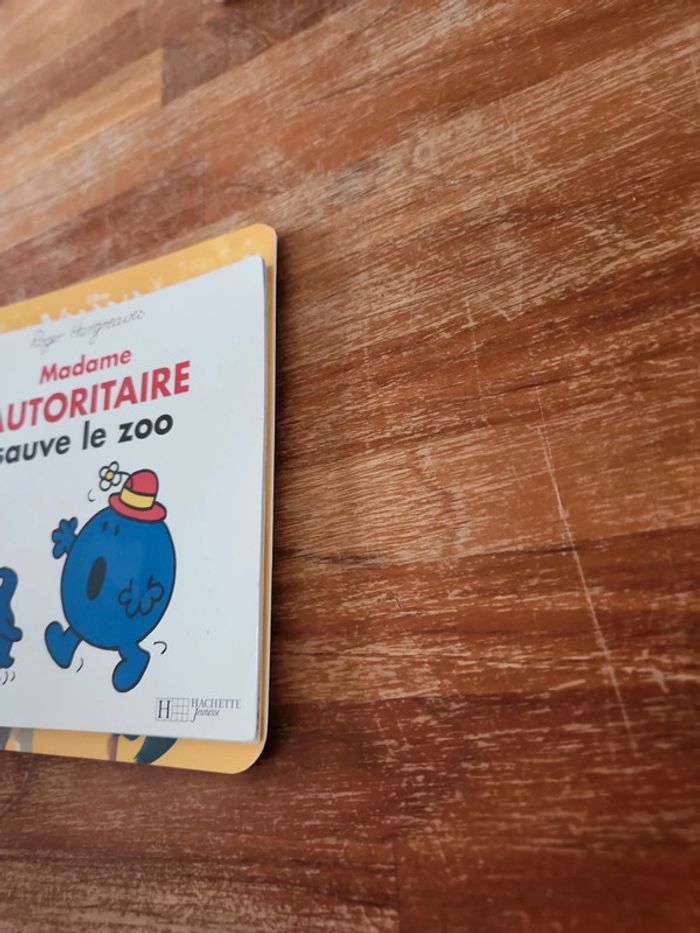 Roger Hargreaves
Madame
AUTORITAIRE
sauve le zoo
H HACHETTE
Jeunesse